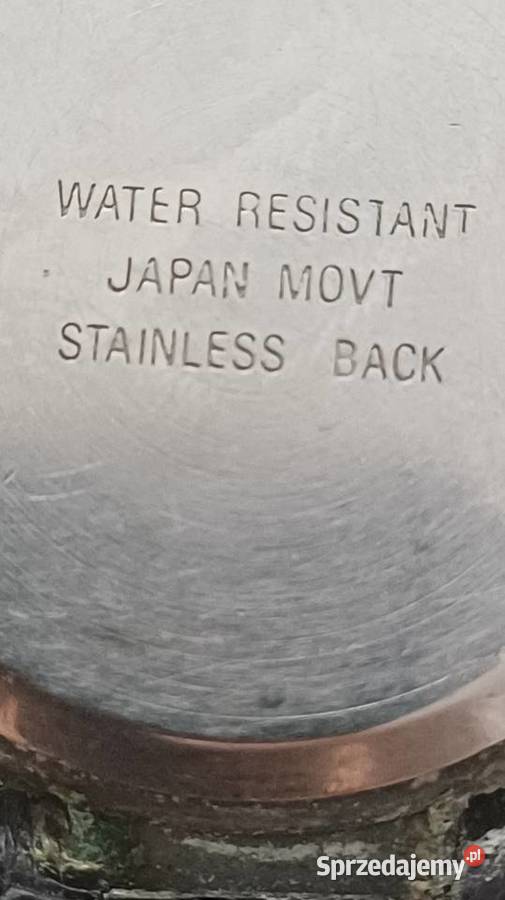 WATER RESISTANT
JAPAN MOVT
STAINLESS BACK
Sprzedajemy.pl